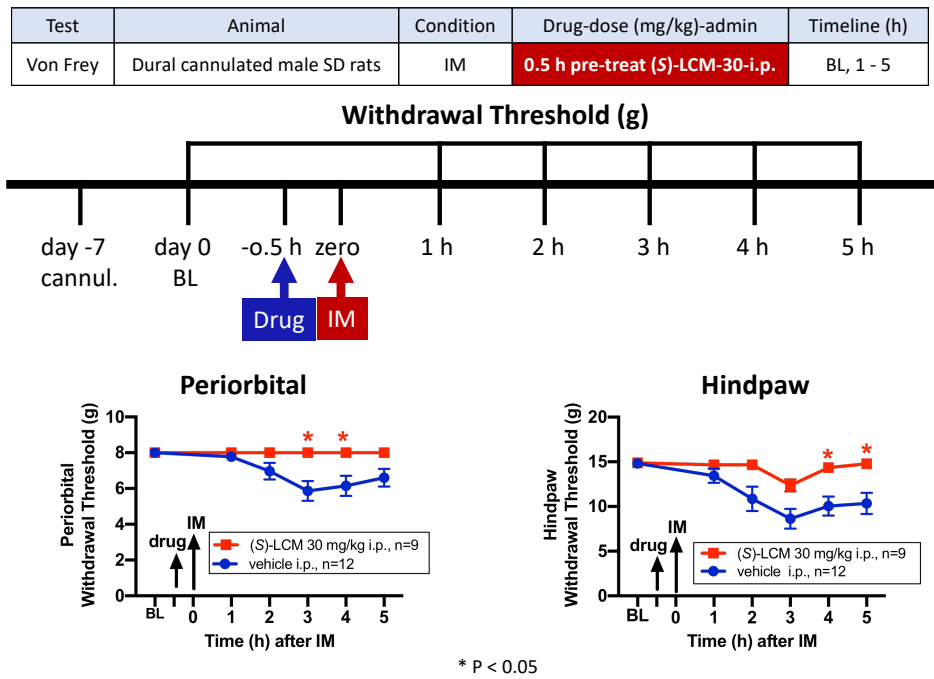 Test Animal Condition Drug-dose (mg/kg)-admin Timeline (h)
Von Frey Dural cannulated male SD rats IM 0.5 h pre-treat (S)-LCM-30-i.p. BL, 1 - 5
Withdrawal Threshold (g)
day -7 day 0 -o.5 h zero 1 h 2 h 3 h 4 h 5 h
cannul. BL
Drug IM
Periorbital
Periorbital
Withdrawal Threshold (g)
10
8
6
4
2
0
* *
IM
drug
(S)-LCM 30 mg/kg i.p., n=9
vehicle i.p., n=12
BL 0 1 2 3 4 5
Time (h) after IM
Hindpaw
Hindpaw
Withdrawal Threshold (g)
20
15
10
5
0
* *
IM
drug
(S)-LCM 30 mg/kg i.p., n=9
vehicle i.p., n=12
BL 0 1 2 3 4 5
Time (h) after IM
* P < 0.05